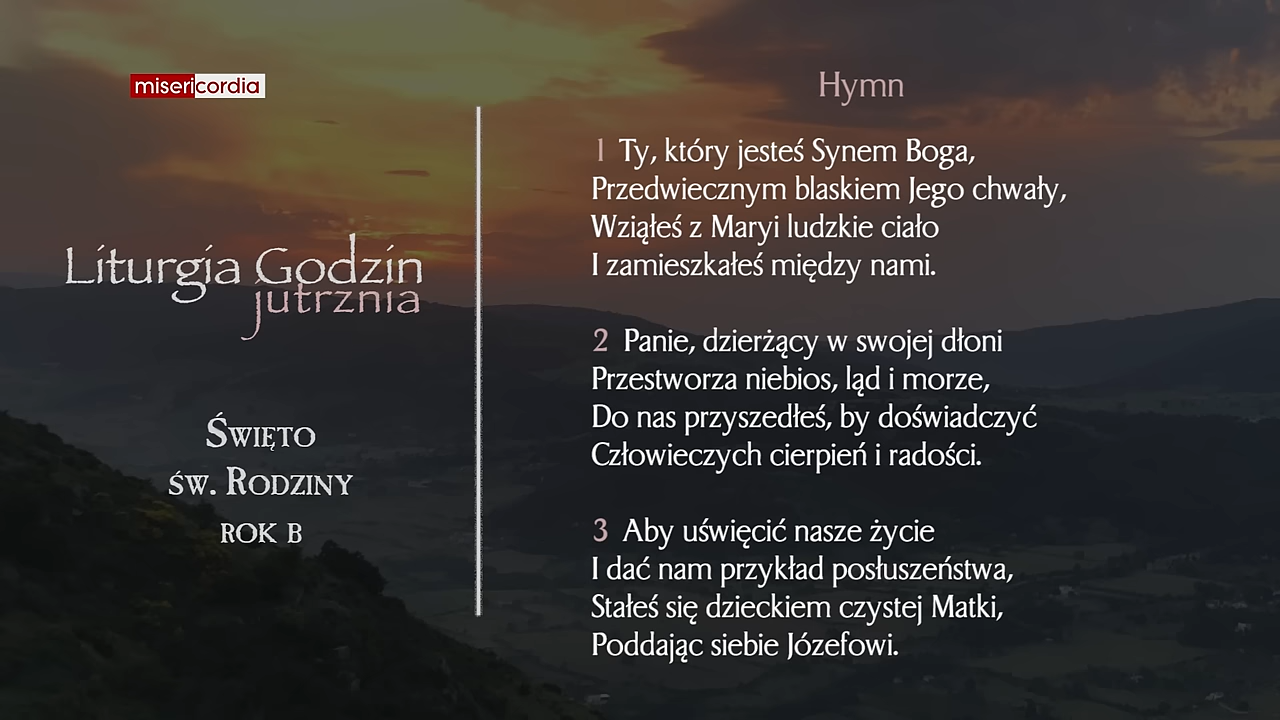 misericordia
Liturgia Godzin
jutrznia
Święto
św. Rodziny
rok B
Hymn
1 Ty, który jesteś Synem Boga,
Przedwiecznym blaskiem Jego chwały,
Wziąłeś z Maryi ludzkie ciało
I zamieszkałeś między nami.
2 Panie, dzierżący w swojej dłoni
Przestworza niebios, ląd i morze,
Do nas przyszedłeś, by doświadczyć
Człowieczych cierpień i radości.
3 Aby uświęcić nasze życie
I dać nam przykład posłuszeństwa,
Stałeś się dzieckiem czystej Matki,
Poddając siebie Józefowi.